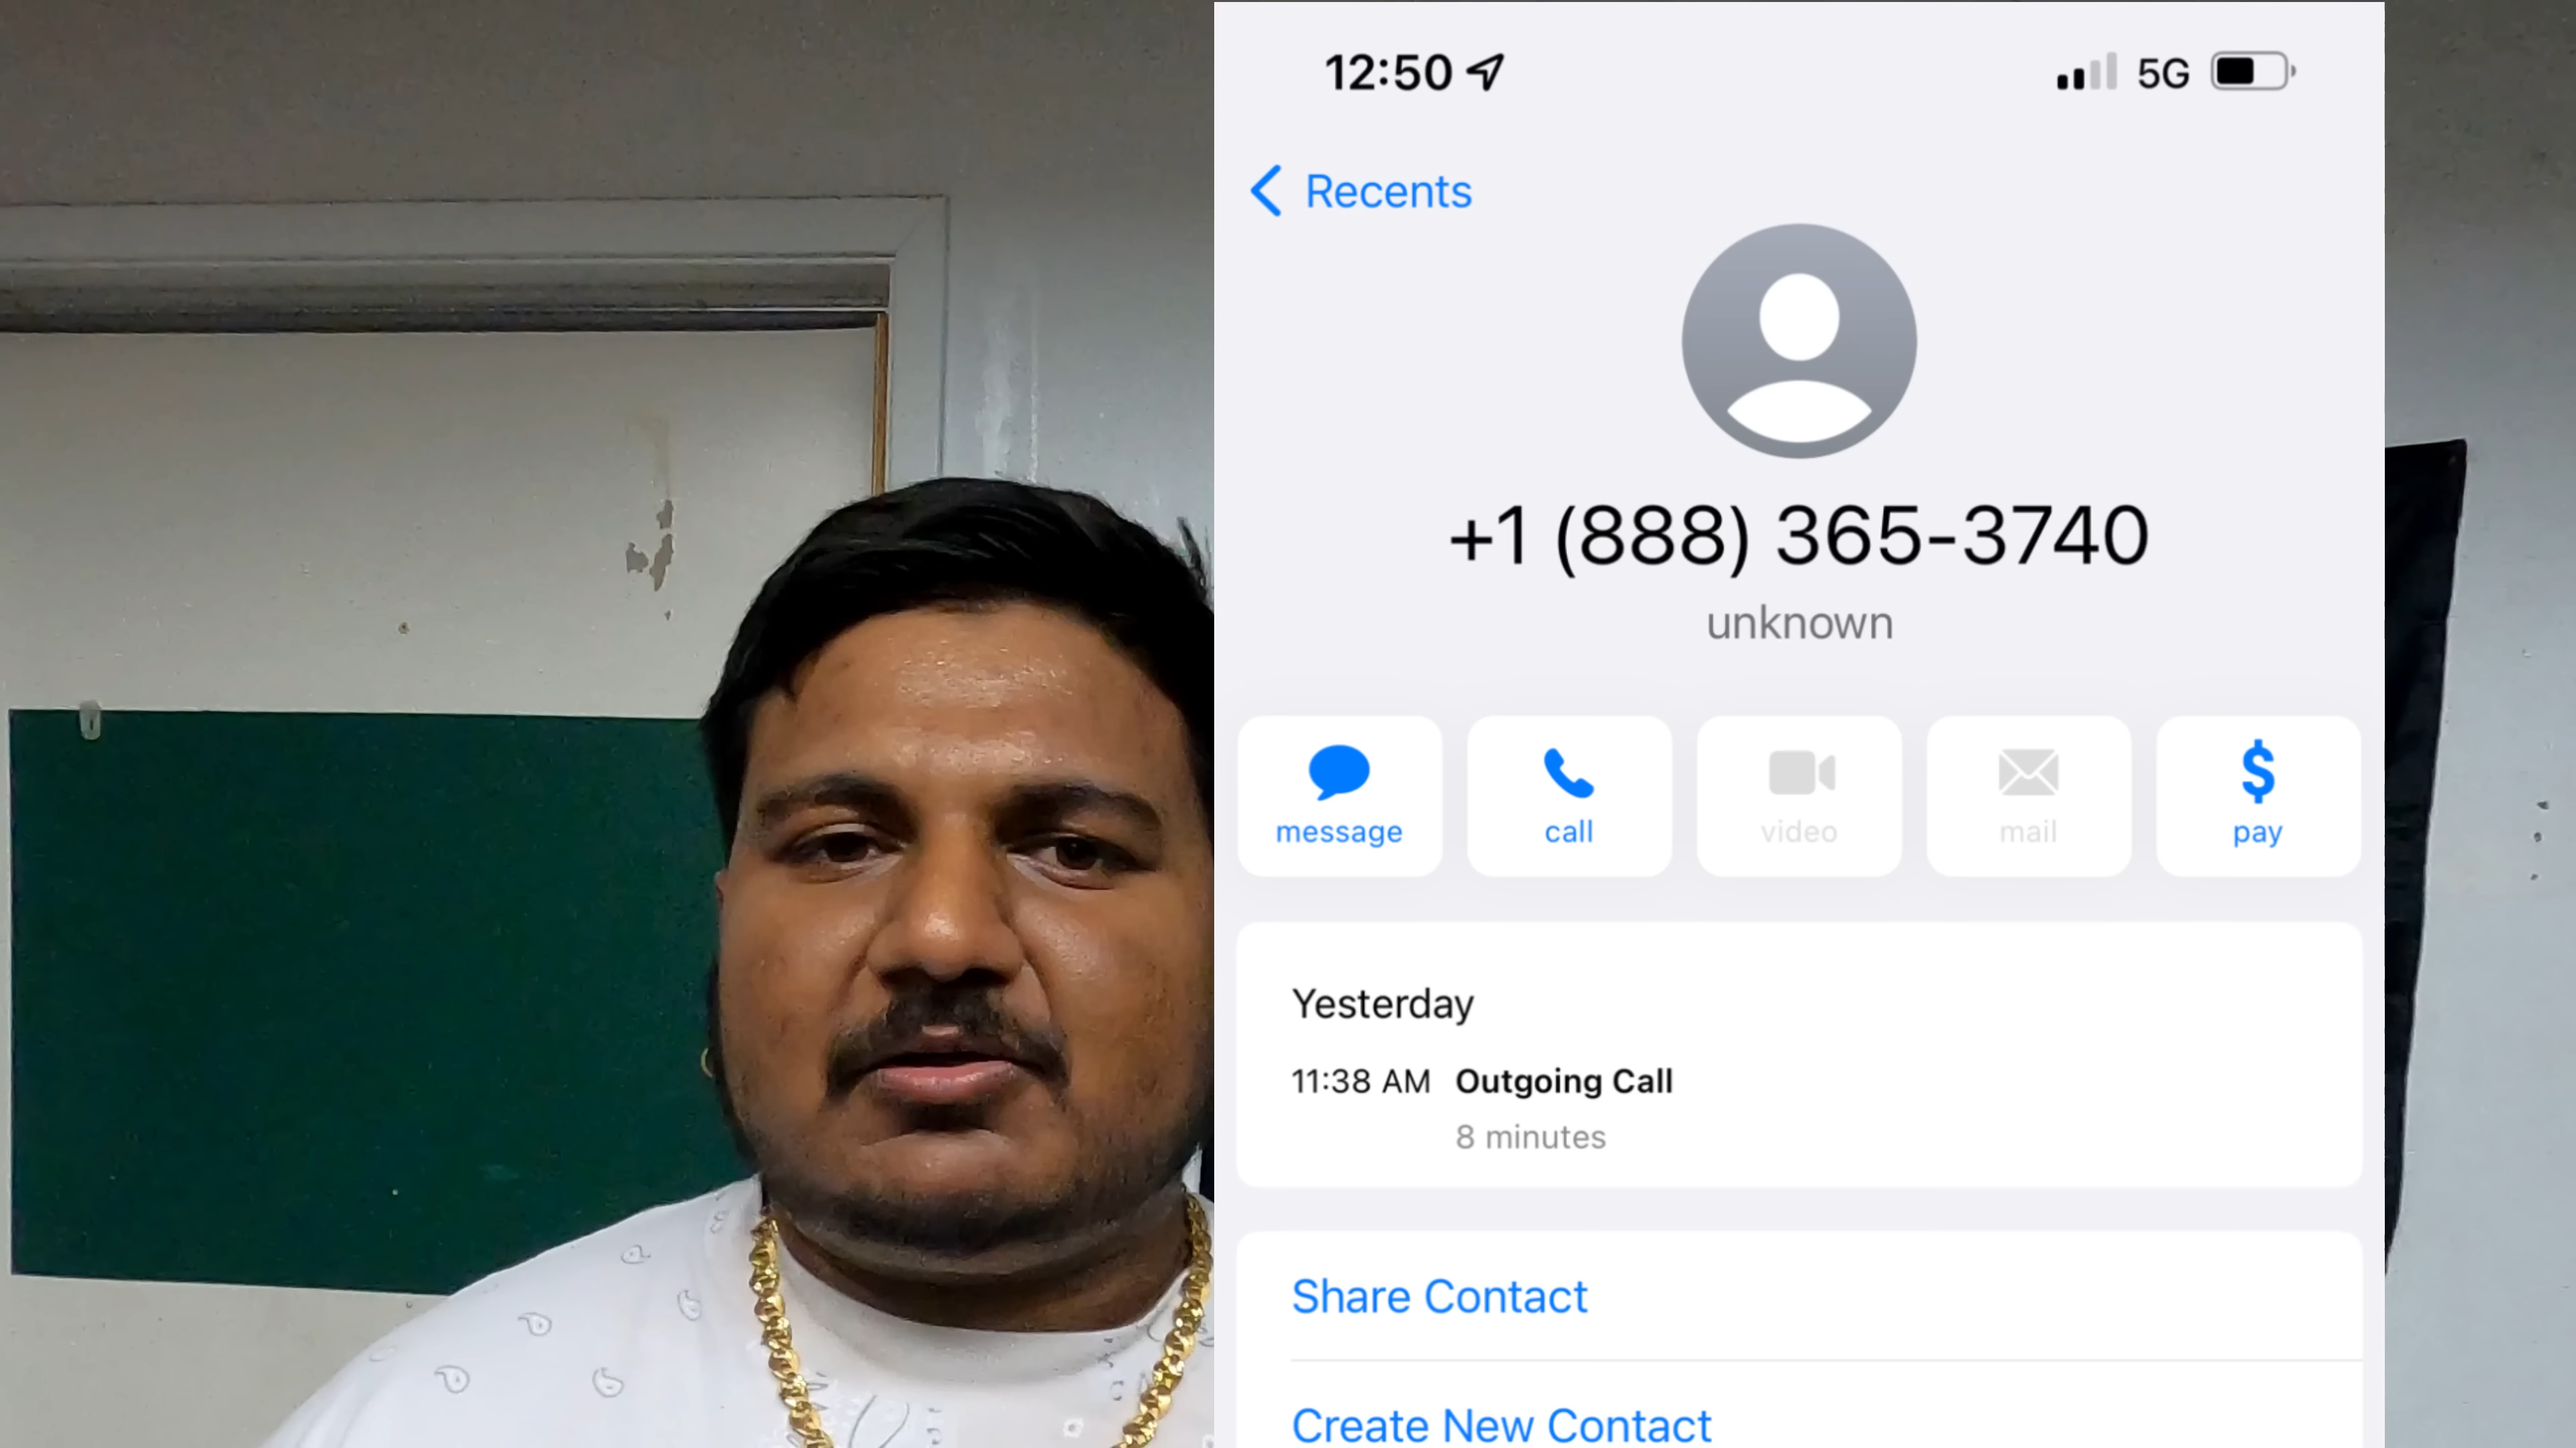 12:50
5G
Recents
+1 (888) 365-3740
unknown
message call video mail pay
Yesterday
11:38 AM Outgoing Call
8 minutes
Share Contact
Create New Contact